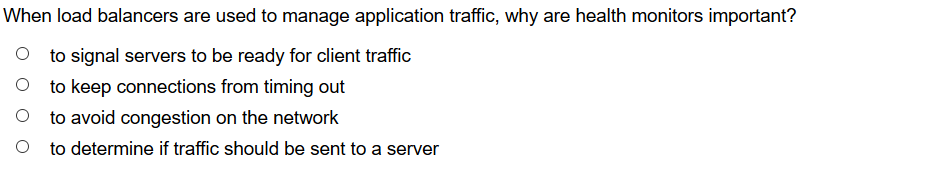 When load balancers are used to manage application traffic, why are health monitors important?
to signal servers to be ready for client traffic
to keep connections from timing out
to avoid congestion on the network
to determine if traffic should be sent to a server